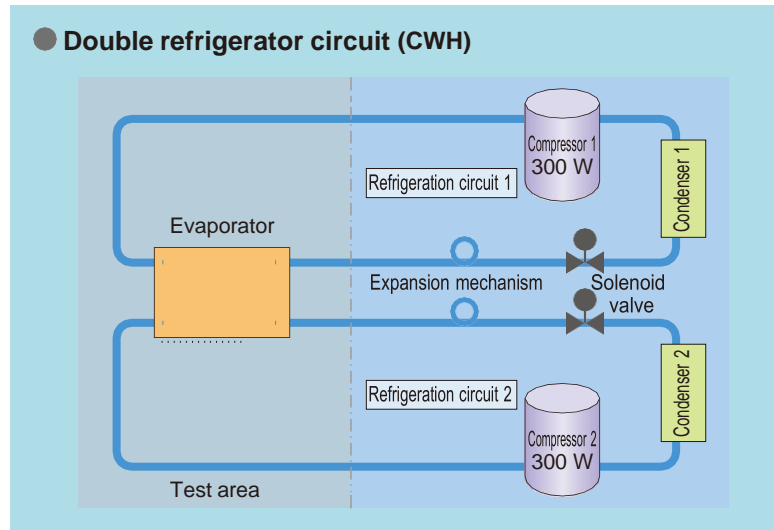 Double refrigerator circuit (CWH)
Compressor 1
300 W
Condenser 1
Refrigeration circuit 1
Evaporator
Expansion mechanism
Solenoid
valve
Refrigeration circuit 2
Condenser 2
Compressor 2
300 W
Test area